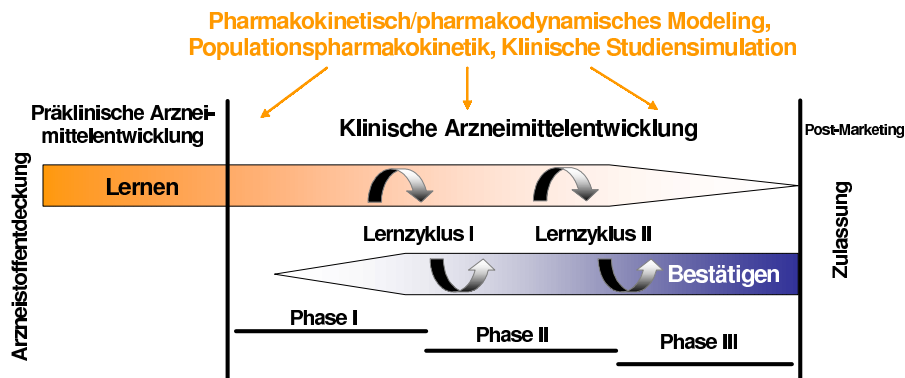 Pharmakokinetisch/pharmakodynamisches Modeling,
Populationspharmakokinetik, Klinische Studiensimulation
Präklinische Arznei-
mittelentwicklung
Klinische Arzneimittelentwicklung
Post-Marketing
Arzneistoffentdeckung
Lernen
Zulassung
Lernzyklus I
Lernzyklus II
Bestätigen
Phase I
Phase II
Phase III